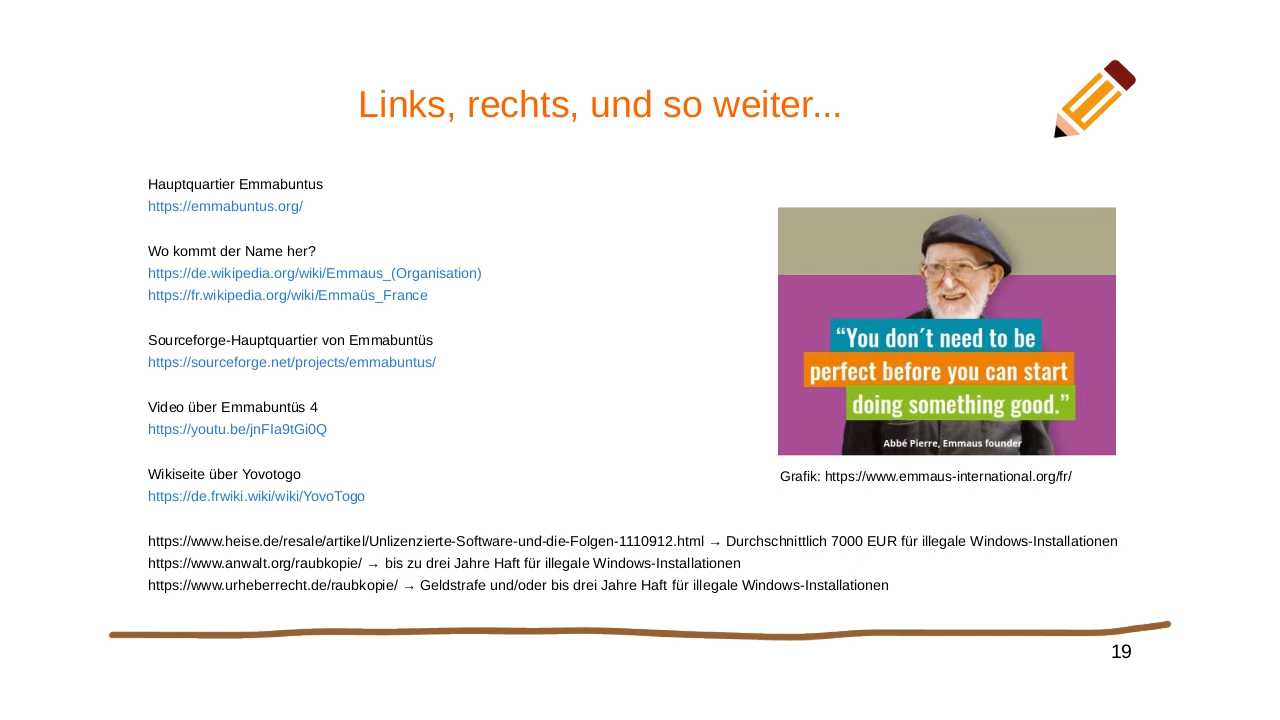 Links, rechts, und so weiter...
Hauptquartier Emmabuntus
https://emmabuntus.org/
Wo kommt der Name her?
https://de.wikipedia.org/wiki/Emmaus_(Organisation)
https://fr.wikipedia.org/wiki/Emmaüs_France
Sourceforge-Hauptquartier von Emmabuntüs
https://sourceforge.net/projects/emmabuntus/
Video über Emmabuntüs 4
https://youtu.be/jnFIa9tGi0Q
Wikiseite über Yovotogo
https://de.frwiki.wiki/wiki/YovoTogo
“You don´t need to be
perfect before you can start
doing something good.”
Abbé Pierre, Emmaus founder
Grafik: https://www.emmaus-international.org/fr/
https://www.heise.de/resale/artikel/Unlizenzierte-Software-und-die-Folgen-1110912.html → Durchschnittlich 7000 EUR für illegale Windows-Installationen
https://www.anwalt.org/raubkopie/ → bis zu drei Jahre Haft für illegale Windows-Installationen
https://www.urheberrecht.de/raubkopie/ → Geldstrafe und/oder bis drei Jahre Haft für illegale Windows-Installationen
19